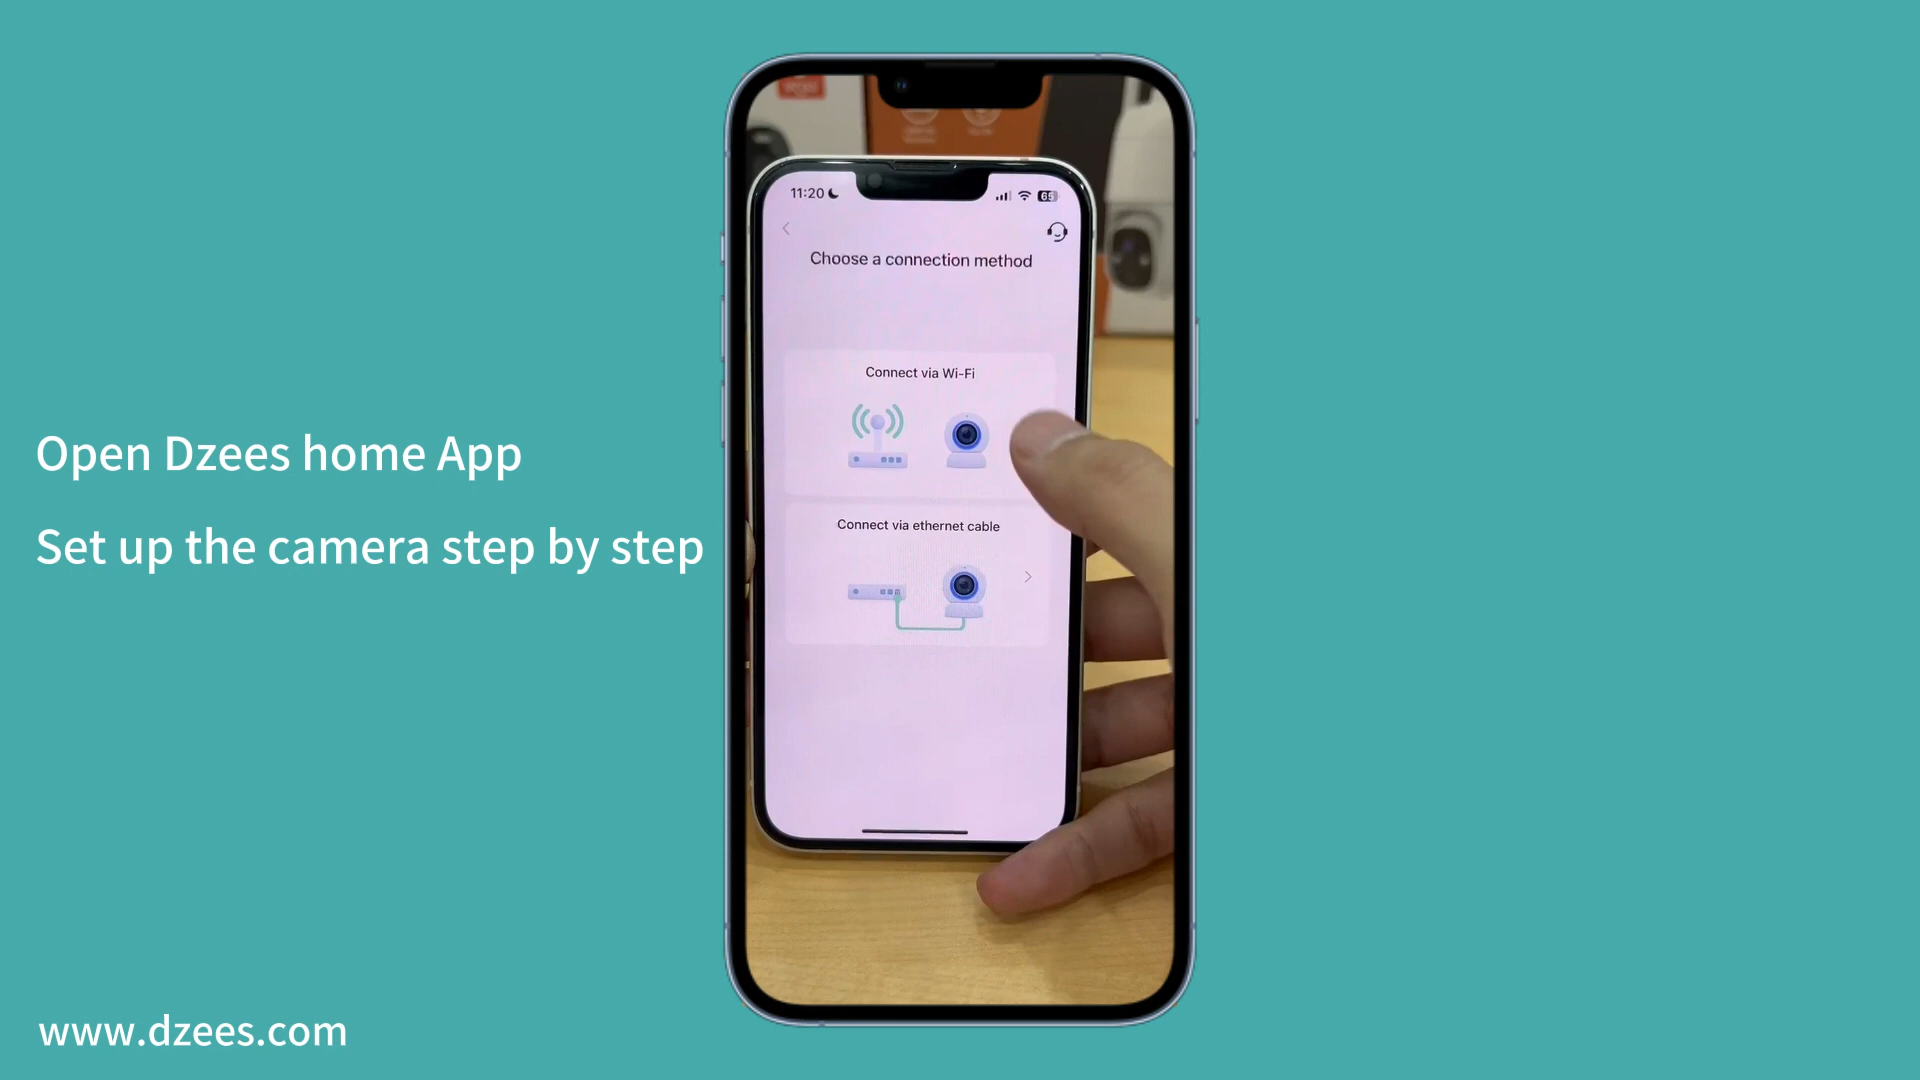 Open Dzees home App
Set up the camera step by step
www.dzees.com
11:20
Choose a connection method
Connect via Wi-Fi
Connect via ethernet cable